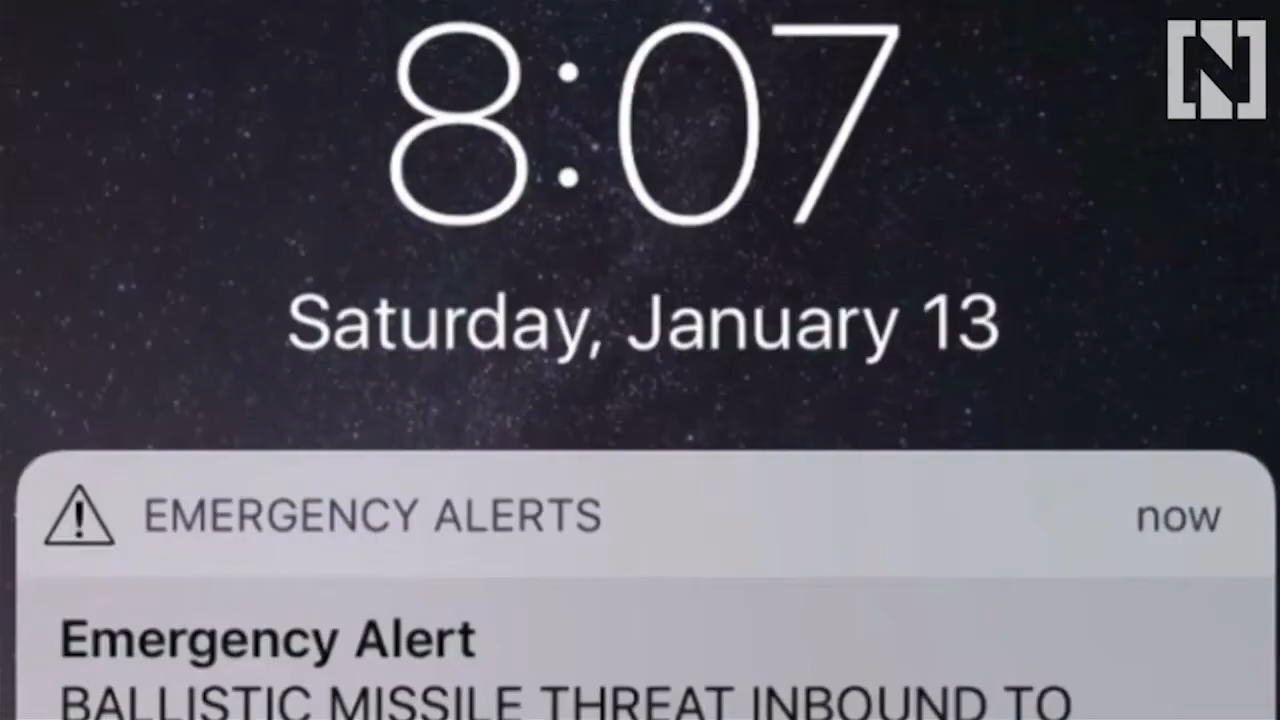 [N]
8:07
Saturday, January 13
EMERGENCY ALERTS
now
Emergency Alert
BALLISTIC MISSILE THREAT INBOUND TO